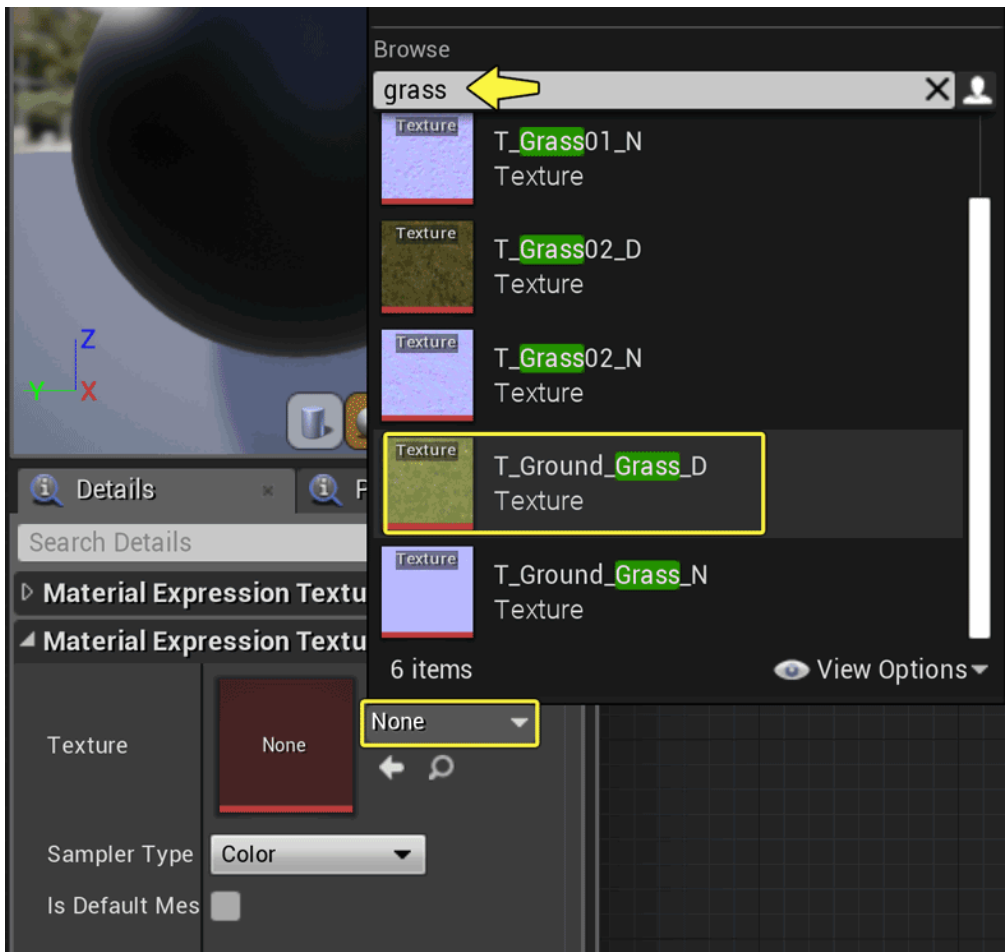 Browse
grass
Texture
T_Grass01_N
Texture
Texture
T_Grass02_D
Texture
Texture
T_Grass02_N
Texture
Texture
T_Ground_Grass_D
Texture
Texture
T_Ground_Grass_N
Texture
6 items
View Options
Z
Y
X
Details
Search Details
Material Expression Textu
Material Expression Textu
Texture
None
None
Sampler Type
Color
Is Default Mes